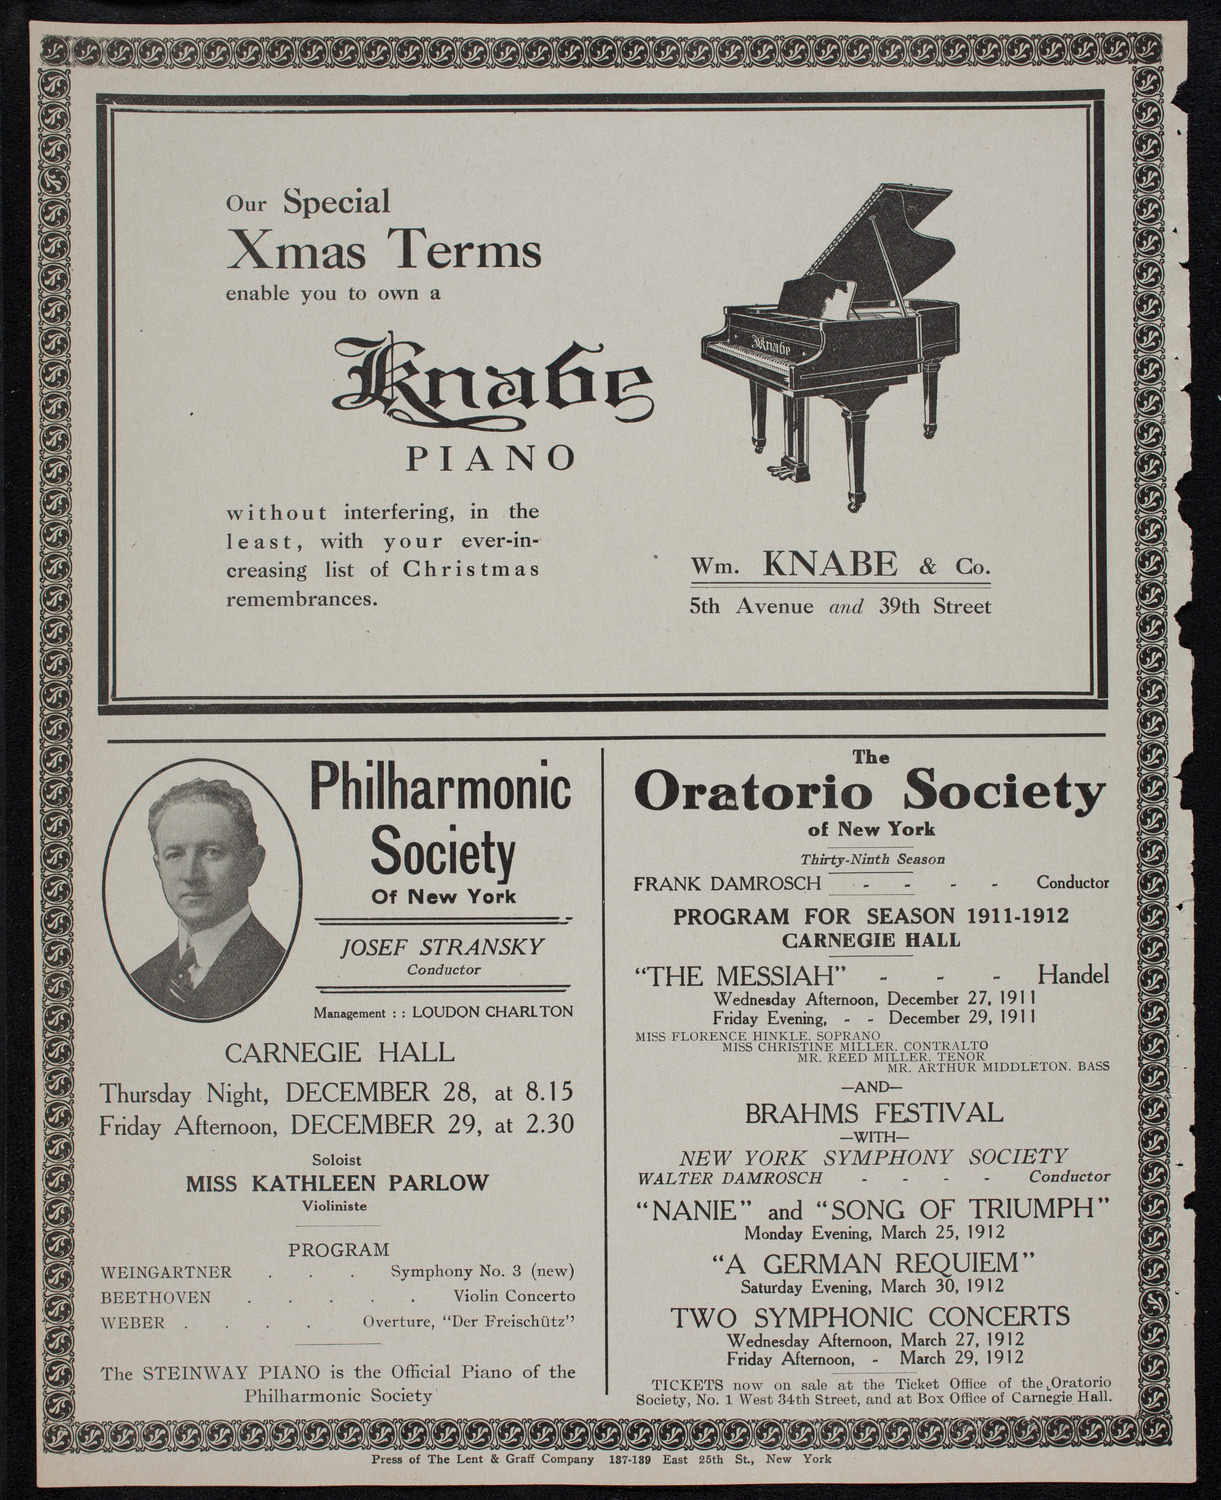 Our Special
Xmas Terms
enable you to own a
Knabe
PIANO
without interfering, in the
least, with your ever-in-
creasing list of Christmas
remembrances.
Knabe
Wm. KNABE & Co.
5th Avenue and 39th Street
Philharmonic
Society
Of New York
JOSEF STRANSKY
Conductor
Management : : LOUDON CHARLTON
CARNEGIE HALL
Thursday Night, DECEMBER 28, at 8.15
Friday Afternoon, DECEMBER 29, at 2.30
Soloist
MISS KATHLEEN PARLOW
Violiniste
PROGRAM
WEINGARTNER . . . Symphony No. 3 (new)
BEETHOVEN . . . . . Violin Concerto
WEBER . . . . Overture, "Der Freischütz"
The STEINWAY PIANO is the Official Piano of the
Philharmonic Society
The
Oratorio Society
of New York
Thirty-Ninth Season
FRANK DAMROSCH - - - - Conductor
PROGRAM FOR SEASON 1911-1912
CARNEGIE HALL
"THE MESSIAH" - - - Handel
Wednesday Afternoon, December 27, 1911
Friday Evening, - - December 29, 1911
MISS FLORENCE HINKLE, SOPRANO
MISS CHRISTINE MILLER, CONTRALTO
MR. REED MILLER, TENOR
MR. ARTHUR MIDDLETON, BASS
—AND—
BRAHMS FESTIVAL
—WITH—
NEW YORK SYMPHONY SOCIETY
WALTER DAMROSCH - - - - Conductor
"NANIE" and "SONG OF TRIUMPH"
Monday Evening, March 25, 1912
"A GERMAN REQUIEM"
Saturday Evening, March 30, 1912
TWO SYMPHONIC CONCERTS
Wednesday Afternoon, March 27, 1912
Friday Afternoon, - March 29, 1912
TICKETS now on sale at the Ticket Office of the Oratorio
Society, No. 1 West 34th Street, and at Box Office of Carnegie Hall.
Press of The Lent & Graff Company 137-139 East 25th St., New York